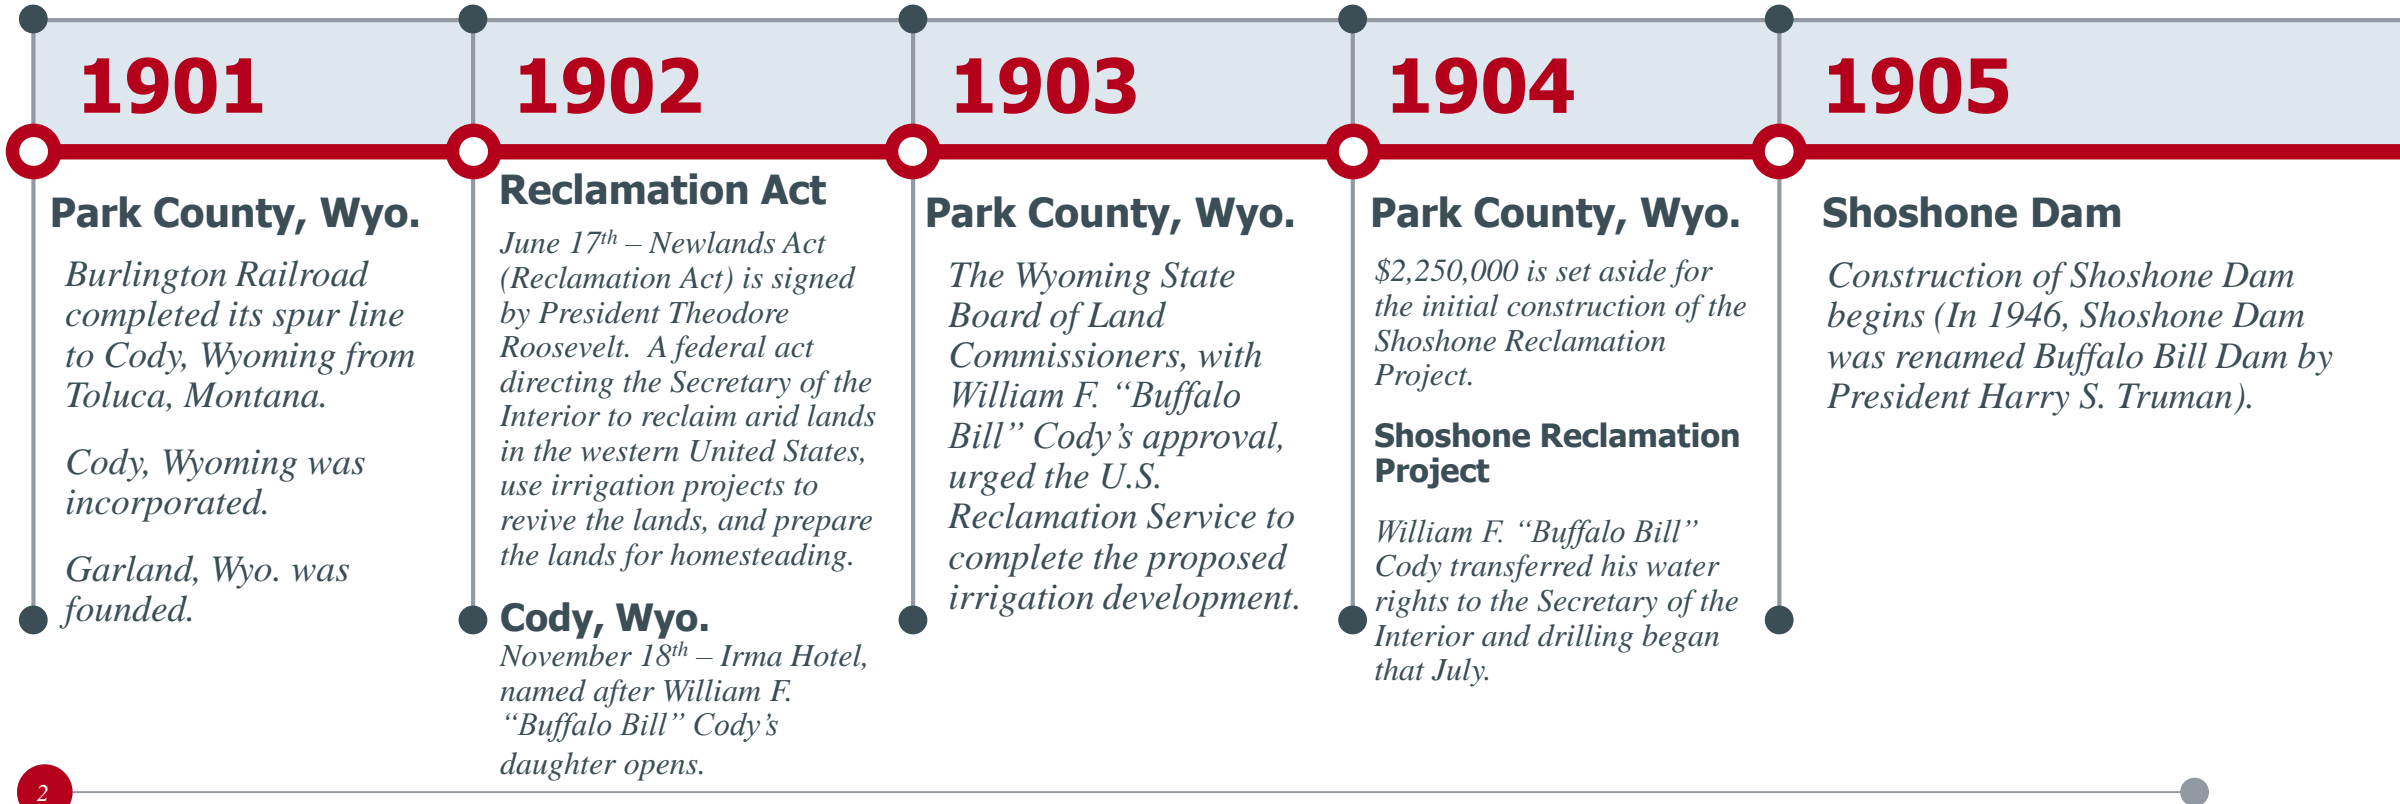 1901
Park County, Wyo.
Burlington Railroad
completed its spur line
to Cody, Wyoming from
Toluca, Montana.
Cody, Wyoming was
incorporated.
Garland, Wyo. was
founded.
1902
Reclamation Act
June 17th – Newlands Act
(Reclamation Act) is signed
by President Theodore
Roosevelt.  A federal act
directing the Secretary of the
Interior to reclaim arid lands
in the western United States,
use irrigation projects to
revive the lands, and prepare
the lands for homesteading.
Cody, Wyo.
November 18th – Irma Hotel,
named after William F.
“Buffalo Bill” Cody’s
daughter opens.
1903
Park County, Wyo.
The Wyoming State
Board of Land
Commissioners, with
William F. “Buffalo
Bill” Cody’s approval,
urged the U.S.
Reclamation Service to
complete the proposed
irrigation development.
1904
Park County, Wyo.
$2,250,000 is set aside for
the initial construction of the
Shoshone Reclamation
Project.
Shoshone Reclamation
Project
William F. “Buffalo Bill”
Cody transferred his water
rights to the Secretary of the
Interior and drilling began
that July.
1905
Shoshone Dam
Construction of Shoshone Dam
begins (In 1946, Shoshone Dam
was renamed Buffalo Bill Dam by
President Harry S. Truman).
2